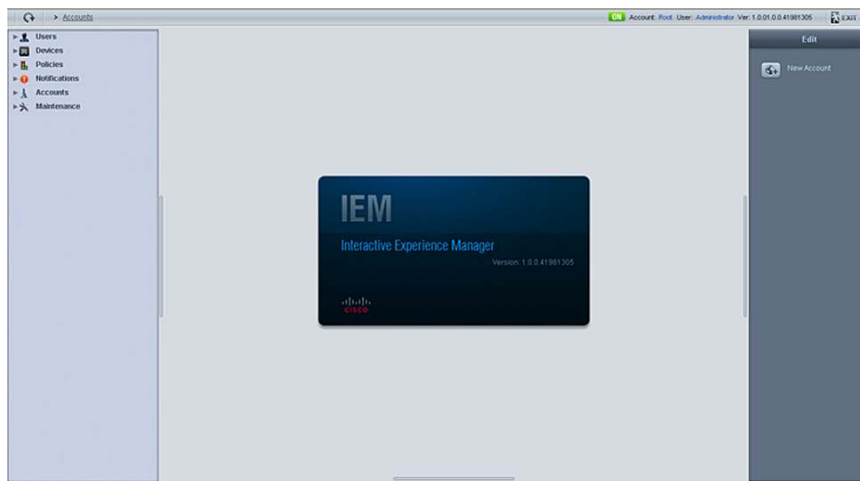 > Accounts
ON Account: Root User: Administrator Ver: 1.0.01.0.0.41981305 EXIT
Users
Devices
Policies
Notifications
Accounts
Maintenance
Edit
New Account
IEM
Interactive Experience Manager
Version: 1.0.0.41981305
CISCO